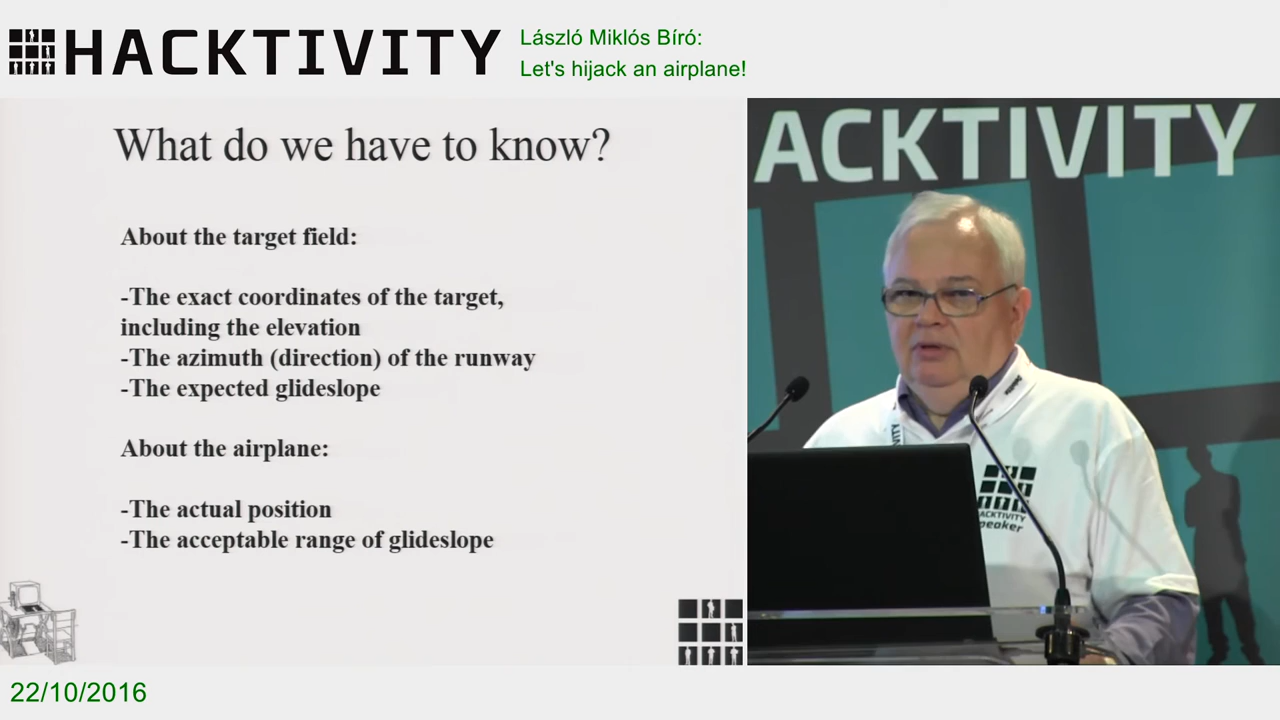 HACKTIVITY
László Miklós Bíró:
Let's hijack an airplane!
What do we have to know?
About the target field:
-The exact coordinates of the target,
including the elevation
-The azimuth (direction) of the runway
-The expected glideslope
About the airplane:
-The actual position
-The acceptable range of glideslope
ACKTIVITY
ACKTIVITY
peaker
22/10/2016